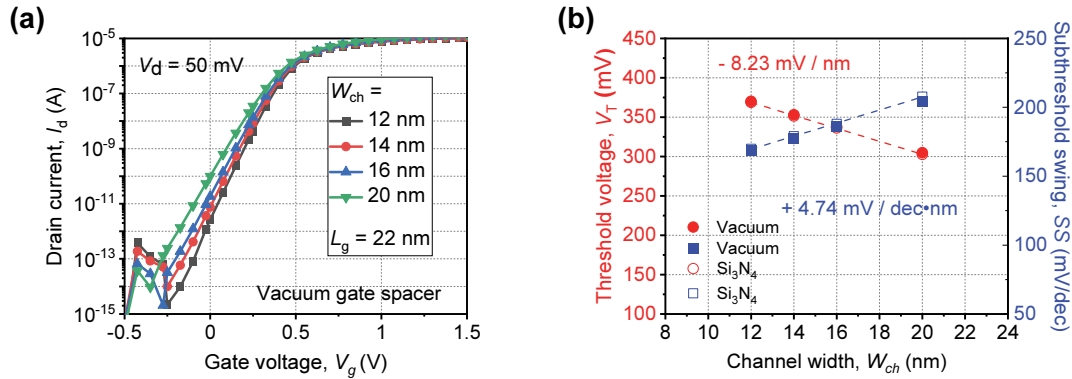 (a)
10⁻⁵
10⁻⁷
10⁻⁹
10⁻¹¹
10⁻¹³
10⁻¹⁵
Drain current, I_d (A)
V_d = 50 mV
W_ch =
12 nm
14 nm
16 nm
20 nm
L_g = 22 nm
Vacuum gate spacer
-0.5 0 0.5 1 1.5
Gate voltage, V_g (V)
(b)
450
400
350
300
250
200
150
100
Threshold voltage, V_T (mV)
- 8.23 mV / nm
+ 4.74 mV / dec•nm
Vacuum
Vacuum
Si₃N₄
Si₃N₄
250
200
150
100
50
Subthreshold swing, SS (mV/dec)
8 10 12 14 16 18 20 22 24
Channel width, W_ch (nm)